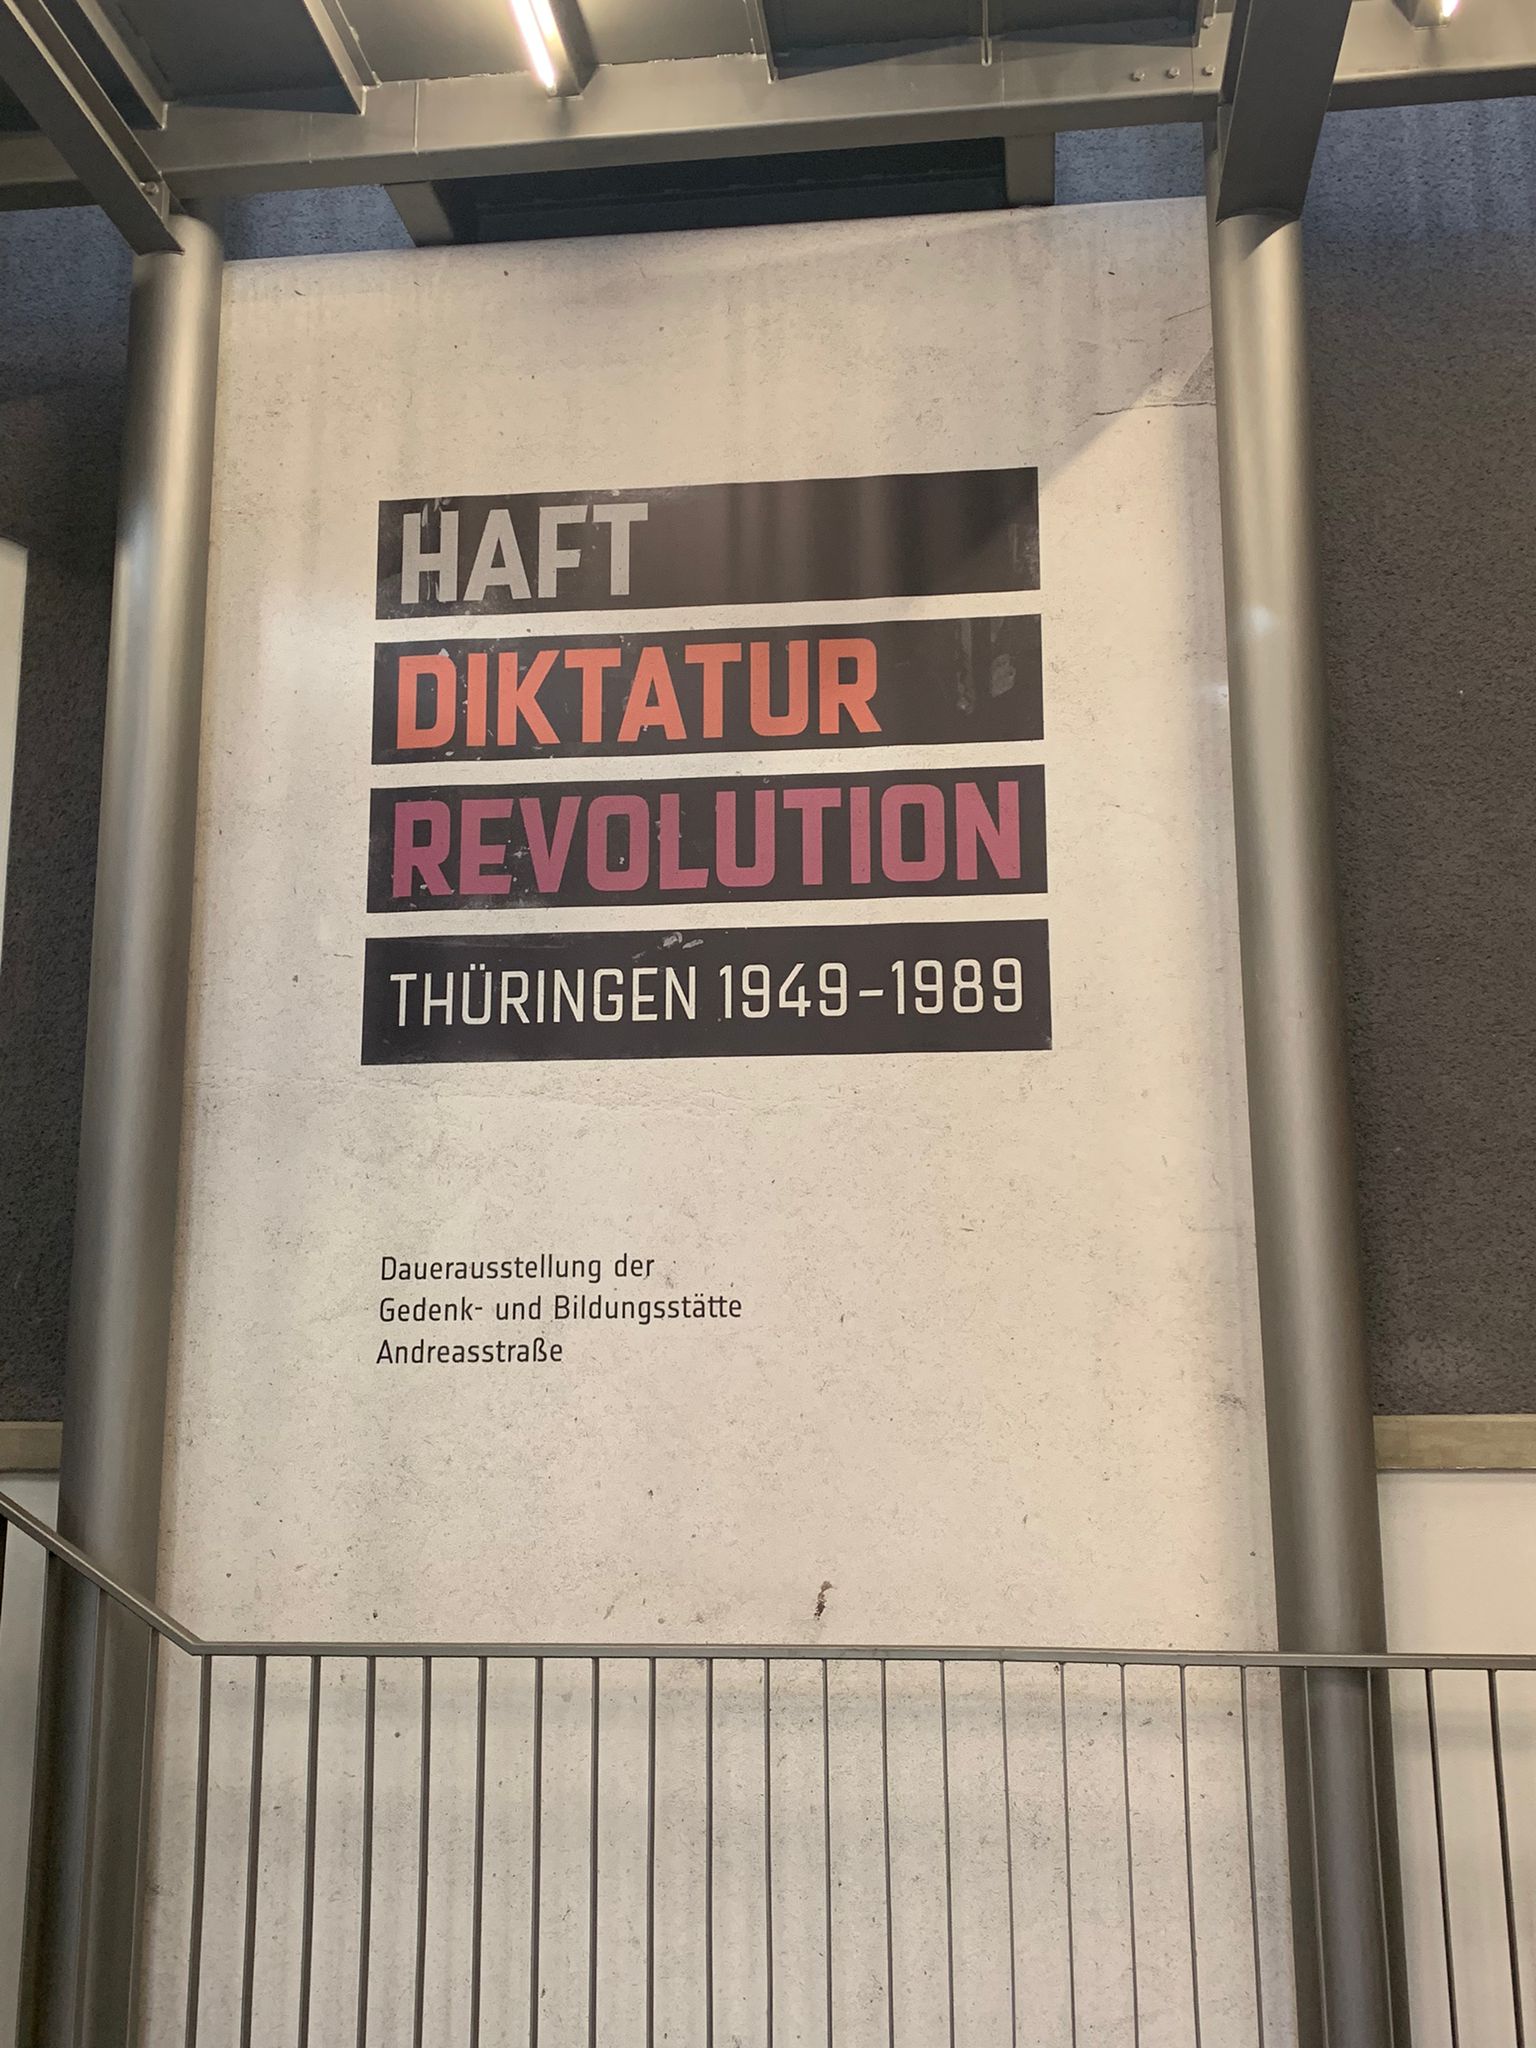 HAFT
DIKTATUR
REVOLUTION
THÜRINGEN 1949–1989
Dauerausstellung der
Gedenk- und Bildungsstätte
Andreasstraße